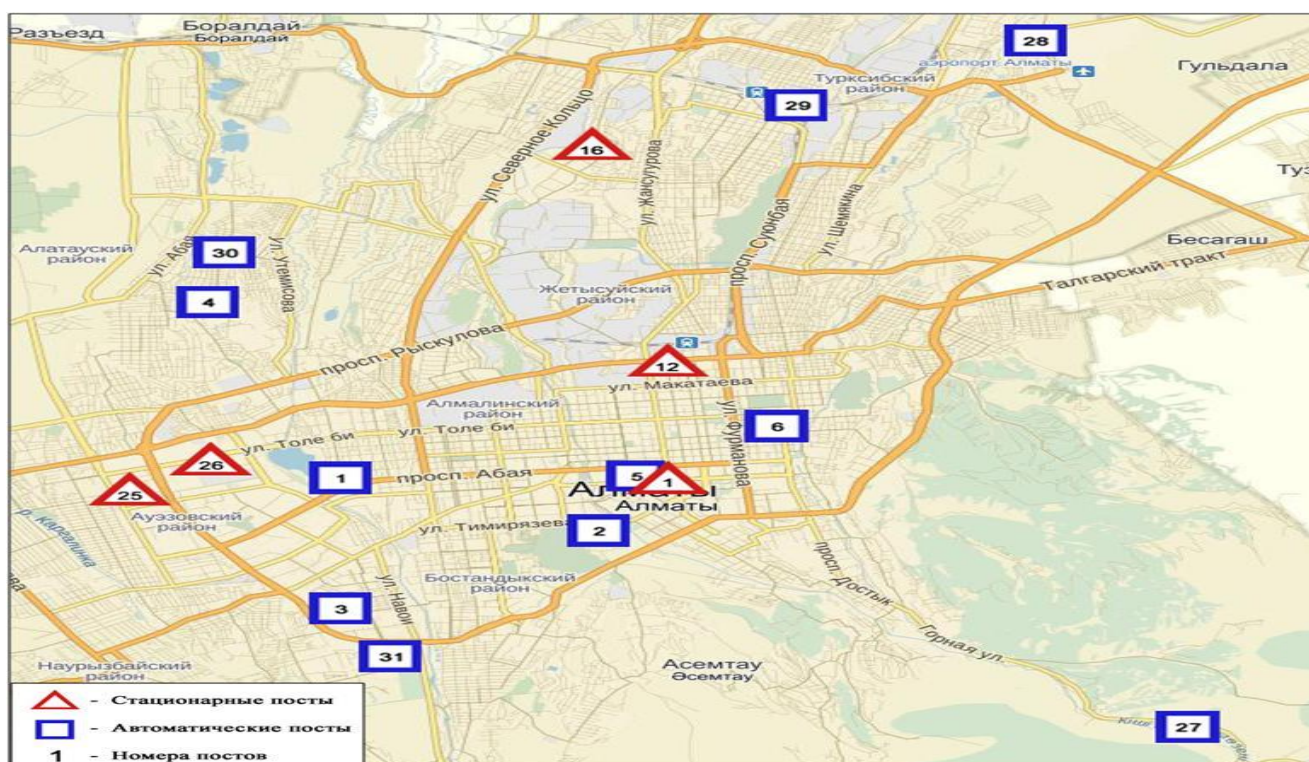 Разъезд
Боралдай
Боралдай
28
аэропорт Алматы
Гульдала
Турксибский
район
29
ул. Северное Кольцо
16
ул. Жансугурова
просп. Суюнбая
ул. Шемякина
Алатауский
район
ул. Абая
30
ул. Утемисова
4
Бесагаш
Талгарский тракт
Жетысуйский
район
просп. Рыскулова
12
ул. Макатаева
Алмалинский
район
ул. Толе би
ул. Толе би
ул. Фурманова
6
26
25
1
просп. Абая
5
1
Алматы
Алматы
Ауэзовский
район
р. Каргалинка
ул. Тимирязева
2
Бостандыкский
район
просп. Достык
3
ул. Навои
31
Горная ул.
Асемтау
Әсемтау
Наурызбайский
район
27
- Стационарные посты
- Автоматические посты
1 - Номера постов